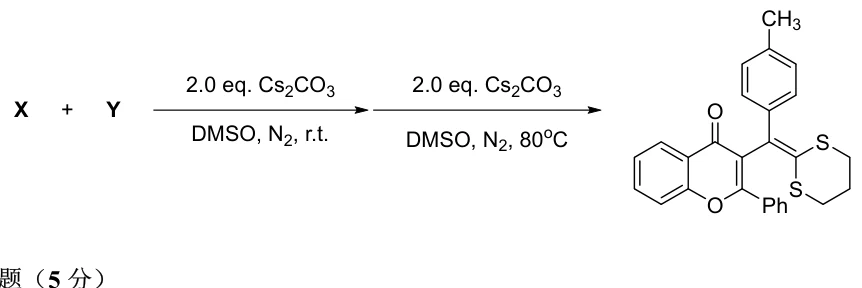 CH₃
2.0 eq. Cs₂CO₃
2.0 eq. Cs₂CO₃
X + Y
DMSO, N₂, r.t.
DMSO, N₂, 80°C
O
S
S
O
Ph
题（5 分）